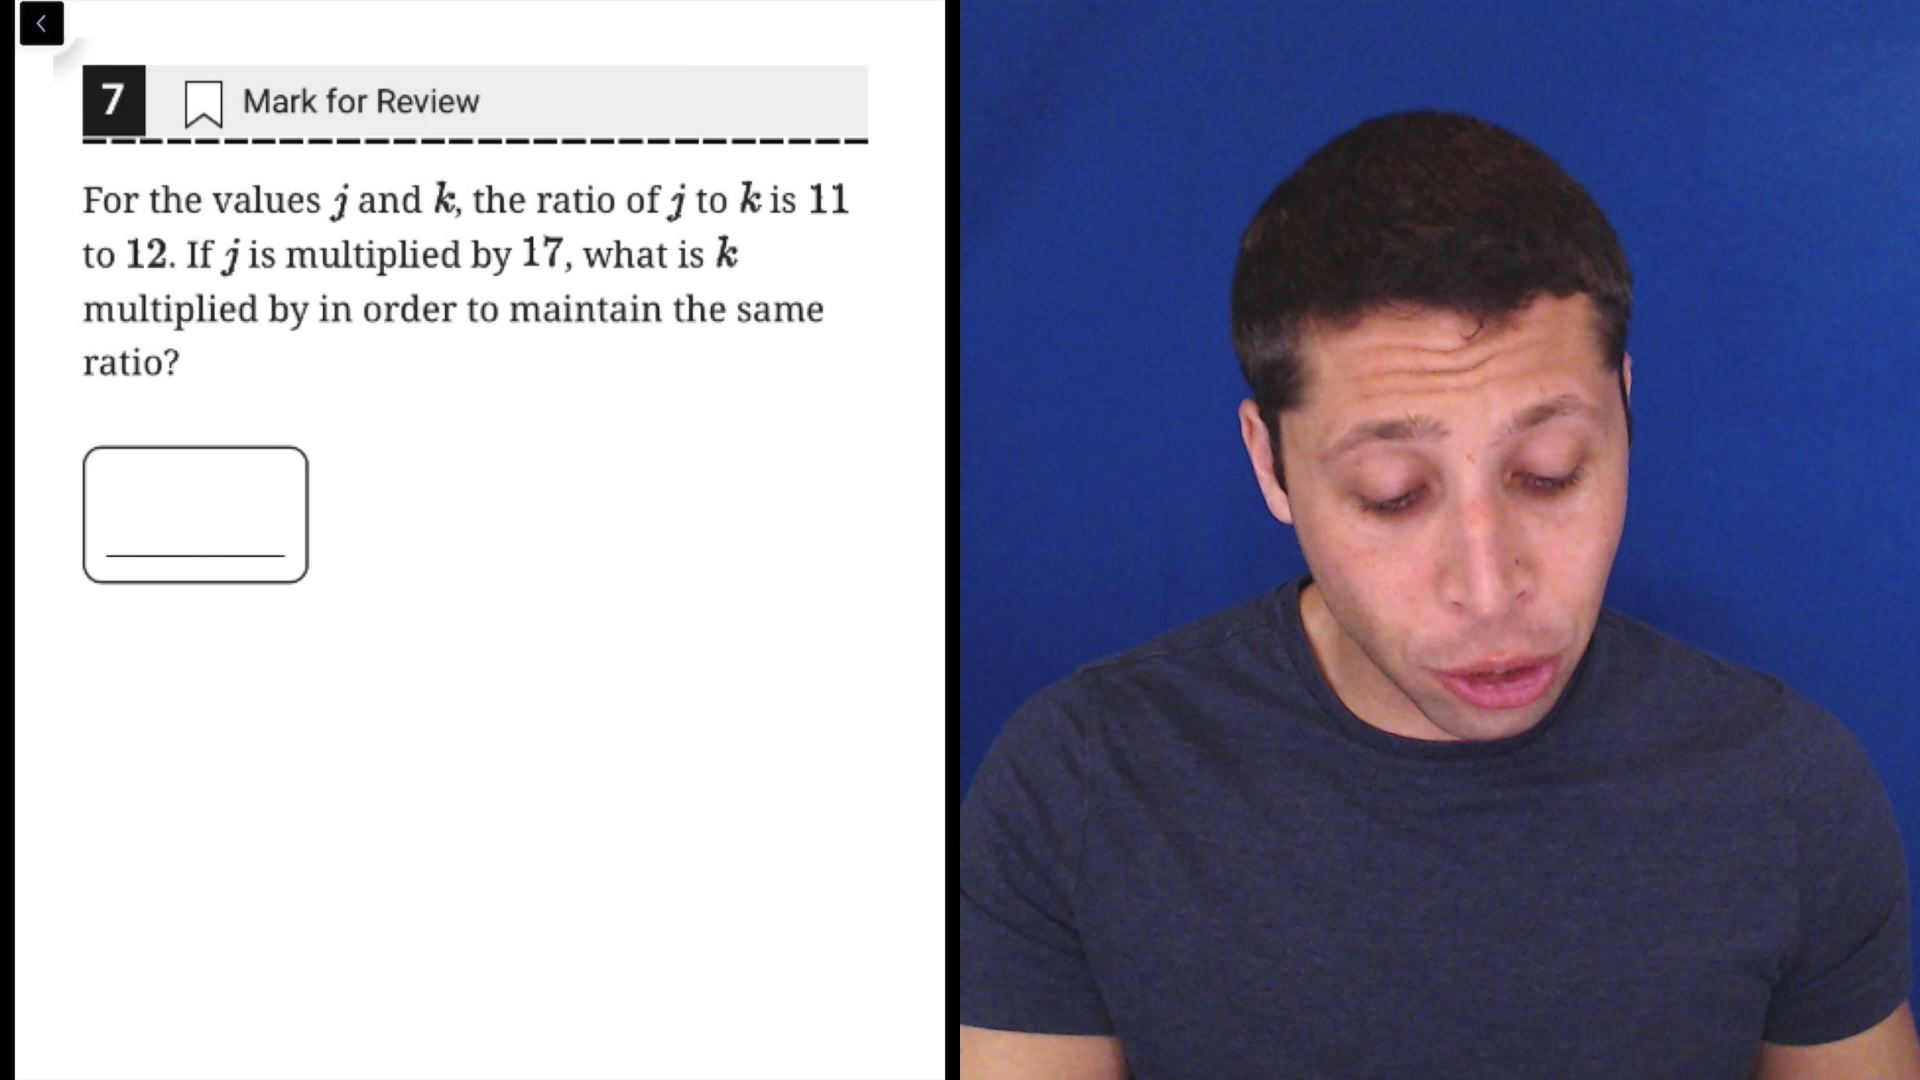 7 Mark for Review
For the values j and k, the ratio of j to k is 11
to 12. If j is multiplied by 17, what is k
multiplied by in order to maintain the same
ratio?